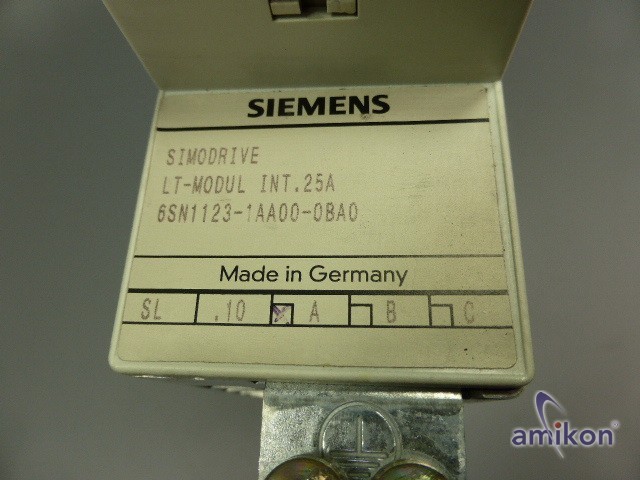 SIEMENS
SIMODRIVE
LT-MODUL INT.25A
6SN1123-1AA00-0BA0
Made in Germany
SL .10 A B C
amikon